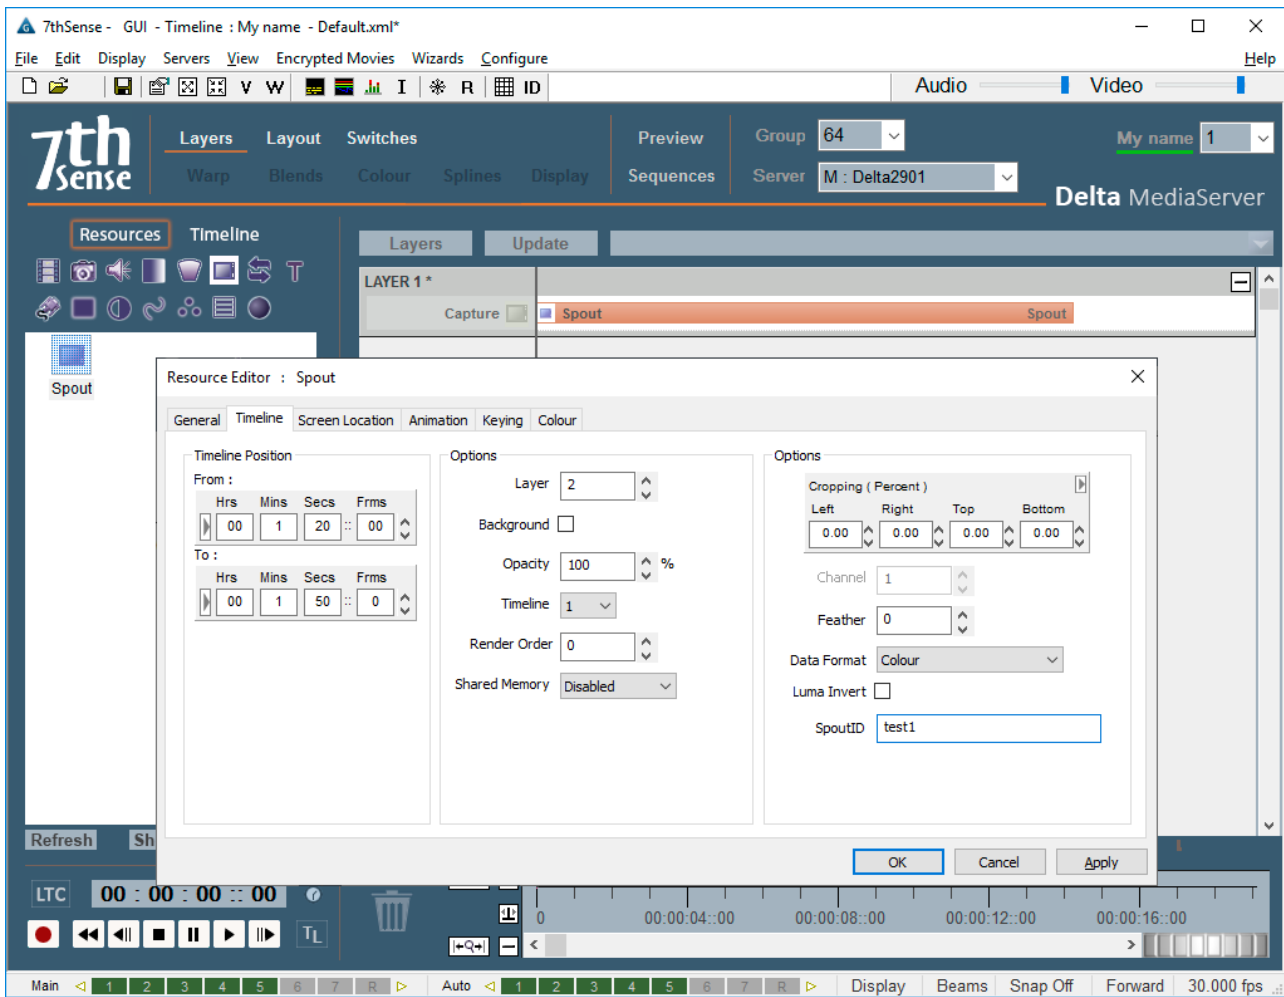 7thSense - GUI - Timeline : My name - Default.xml*
File Edit Display Servers View Encrypted Movies Wizards Configure Help
V W I R ID Audio Video
7th Sense
Layers Layout Switches Preview Group 64 My name 1
Warp Blends Colour Splines Display Sequences Server M : Delta2901
Delta MediaServer
Resources Timeline
Layers Update
T
LAYER 1 *
Capture Spout Spout
Spout
Resource Editor : Spout
General Timeline Screen Location Animation Keying Colour
Timeline Position
From :
Hrs Mins Secs Frms
00 1 20 :: 00
To :
Hrs Mins Secs Frms
00 1 50 :: 0
Options
Layer 2
Background
Opacity 100 %
Timeline 1
Render Order 0
Shared Memory Disabled
Options
Cropping ( Percent )
Left Right Top Bottom
0.00 0.00 0.00 0.00
Channel 1
Feather 0
Data Format Colour
Luma Invert
SpoutID test1
OK Cancel Apply
Refresh Sh
LTC 00 : 00 : 00 :: 00
TL
0 00:00:04::00 00:00:08::00 00:00:12::00 00:00:16::00
Main 1 2 3 4 5 6 7 R Auto 1 2 3 4 5 6 7 R Display Beams Snap Off Forward 30.000 fps